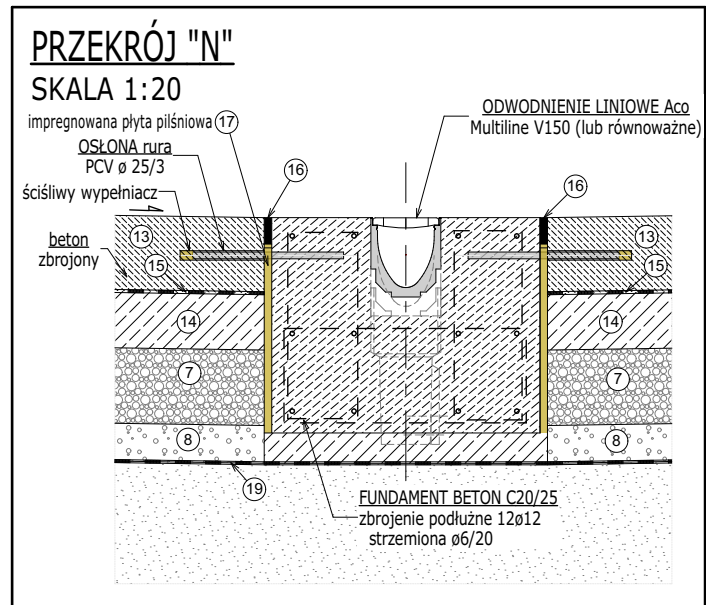 PRZEKRÓJ "N"
SKALA 1:20
impregnowana płyta pilśniowa 17
OSŁONA rura
PCV ø 25/3
ściśliwy wypełniacz
ODWODNIENIE LINIOWE Aco
Multiline V150 (lub równoważne)
16
16
beton
zbrojony
13
13
15
15
14
14
7
7
8
8
19
FUNDAMENT BETON C20/25
zbrojenie podłużne 12ø12
strzemiona ø6/20